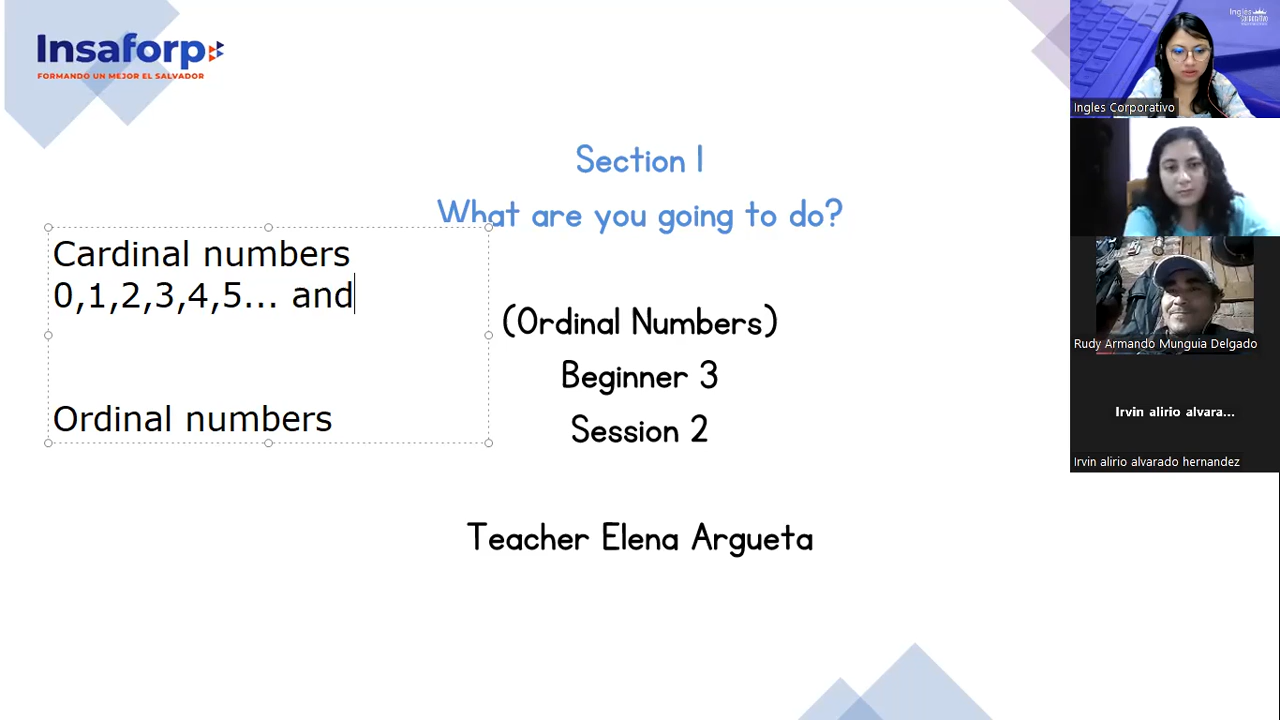 Insaforp
FORMANDO UN MEJOR EL SALVADOR
Section 1
What are you going to do?
Cardinal numbers
0,1,2,3,4,5... and
Ordinal numbers
(Ordinal Numbers)
Beginner 3
Session 2
Teacher Elena Argueta
Ingles Corporativo
Rudy Armando Munguia Delgado
Irvin alirio alvara...
Irvin alirio alvarado hernandez